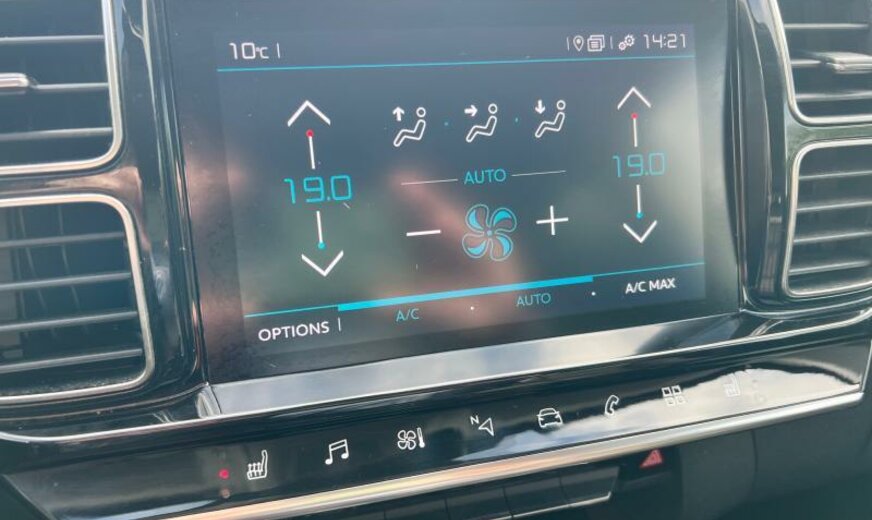 10°C
14:21
19.0
19.0
AUTO
OPTIONS
A/C
AUTO
A/C MAX
N